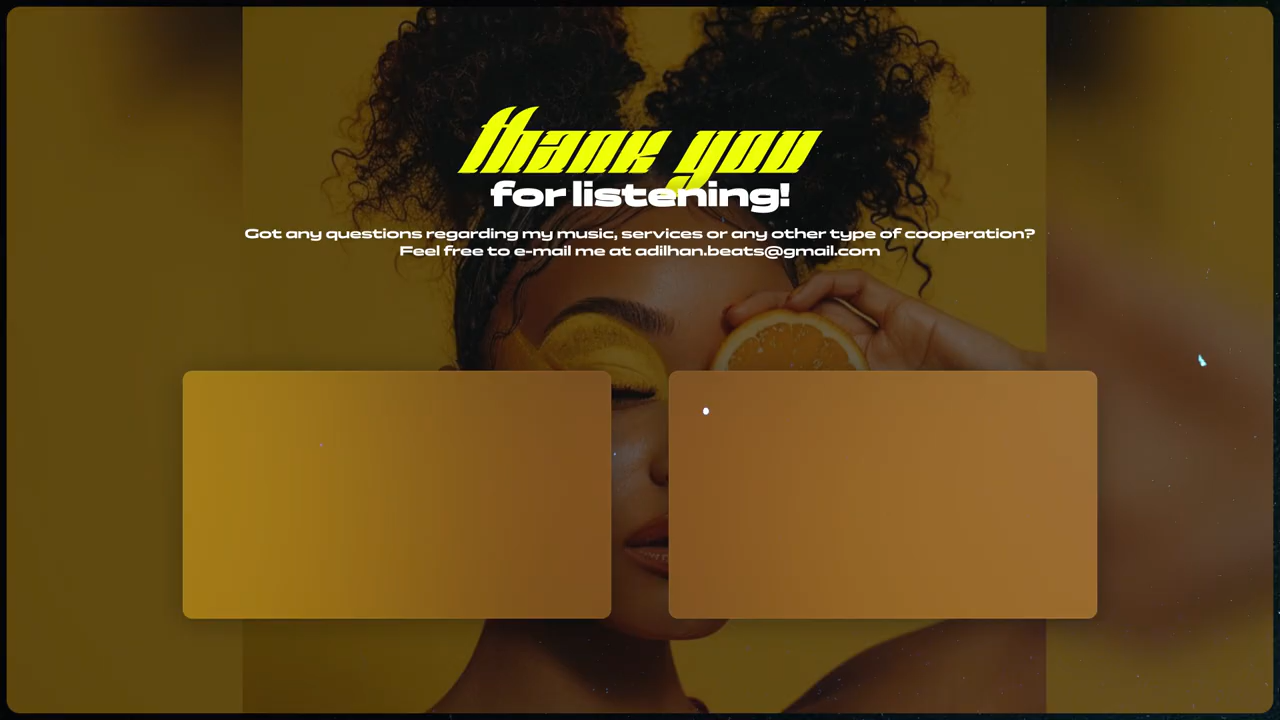 thank you
for listening!
Got any questions regarding my music, services or any other type of cooperation?
Feel free to e-mail me at adilhan.beats@gmail.com